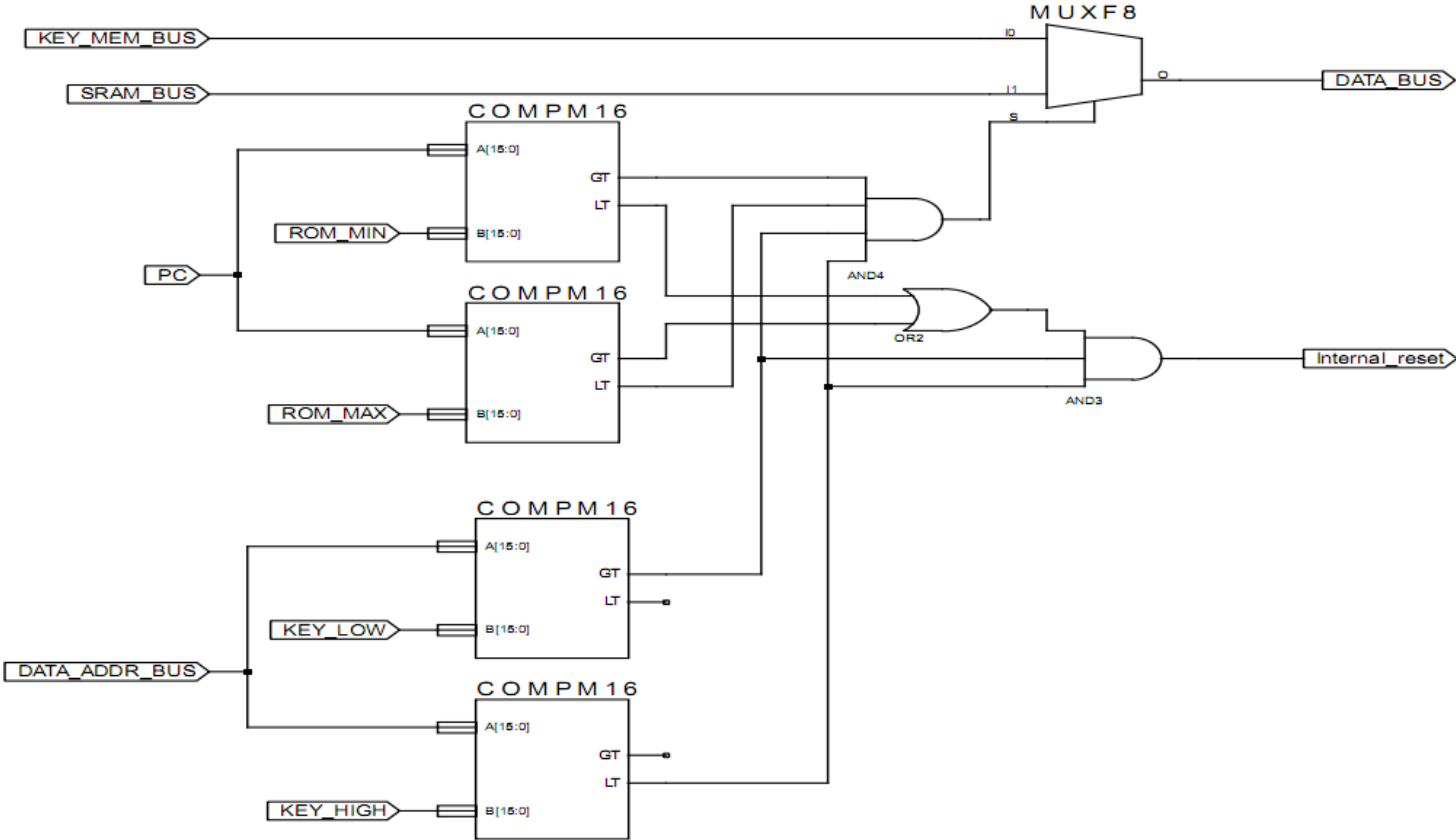 MUXF8
KEY_MEM_BUS
I0
O
DATA_BUS
SRAM_BUS
I1
S
COMPM16
A[15:0]
GT
LT
ROM_MIN
B[15:0]
AND4
PC
COMPM16
A[15:0]
OR2
GT
Internal_reset
LT
AND3
ROM_MAX
B[15:0]
COMPM16
A[15:0]
GT
LT
KEY_LOW
B[15:0]
DATA_ADDR_BUS
COMPM16
A[15:0]
GT
LT
KEY_HIGH
B[15:0]